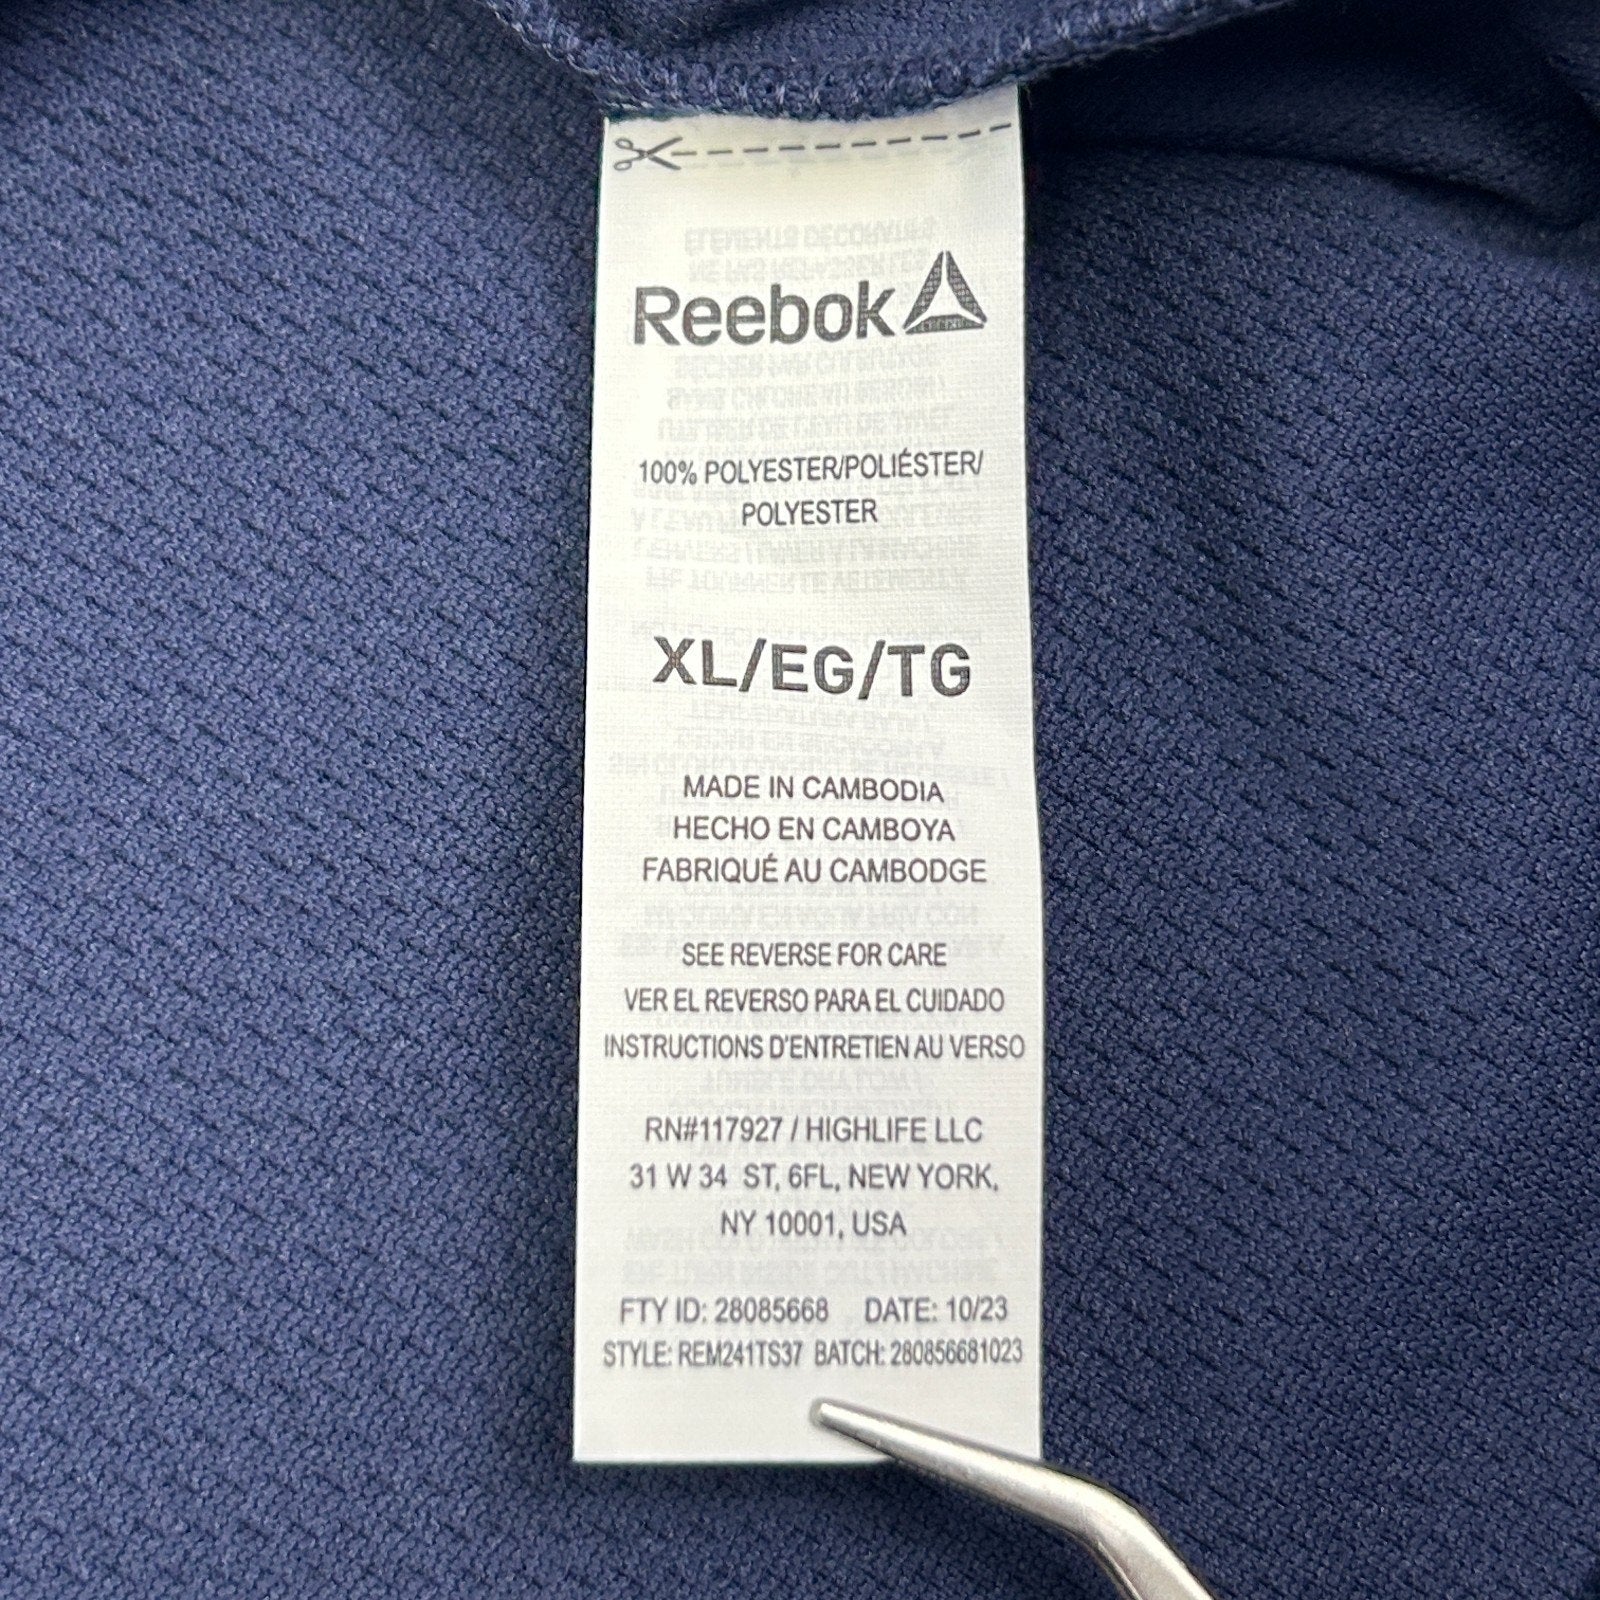 Reebok
100% POLYESTER/POLIÉSTER/
POLYESTER
XL/EG/TG
MADE IN CAMBODIA
HECHO EN CAMBOYA
FABRIQUÉ AU CAMBODGE
SEE REVERSE FOR CARE
VER EL REVERSO PARA EL CUIDADO
INSTRUCTIONS D'ENTRETIEN AU VERSO
RN#117927 / HIGHLIFE LLC
31 W 34 ST, 6FL, NEW YORK,
NY 10001, USA
FTY ID: 28085668 DATE: 10/23
STYLE: REM241TS37 BATCH: 280856681023